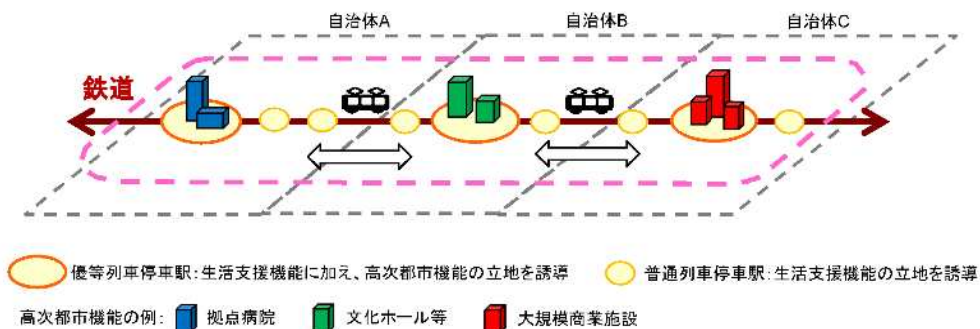 自治体A 自治体B 自治体C
鉄道
優等列車停車駅:生活支援機能に加え、高次都市機能の立地を誘導 普通列車停車駅:生活支援機能の立地を誘導
高次都市機能の例: 拠点病院 文化ホール等 大規模商業施設